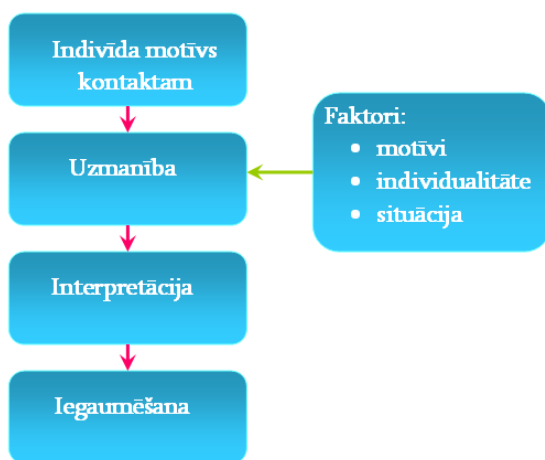 Indivīda motīvs
kontaktam
Uzmanība
Interpretācija
Iegaumēšana
Faktori:
• motīvi
• individualitāte
• situācija